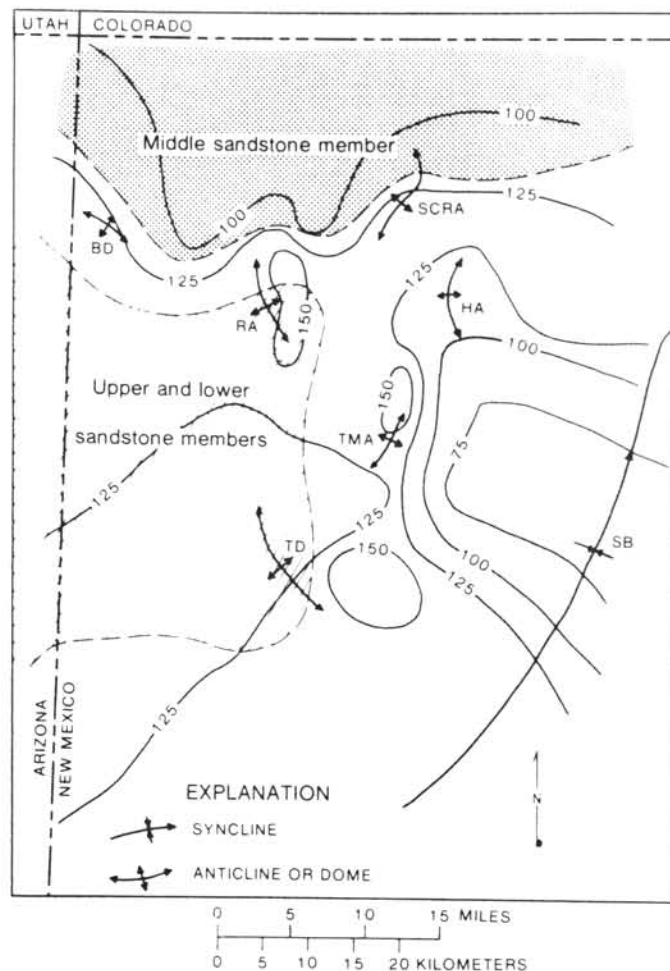 UTAH COLORADO
Middle sandstone member
100
100
125
SCRA
BD
125
125
150
RA
HA
100
Upper and lower
sandstone members
150
TMA
75
125
125
TD
150
SB
100
125
125
ARIZONA
NEW MEXICO
N
EXPLANATION
SYNCLINE
ANTICLINE OR DOME
0 5 10 15 MILES
0 5 10 15 20 KILOMETERS